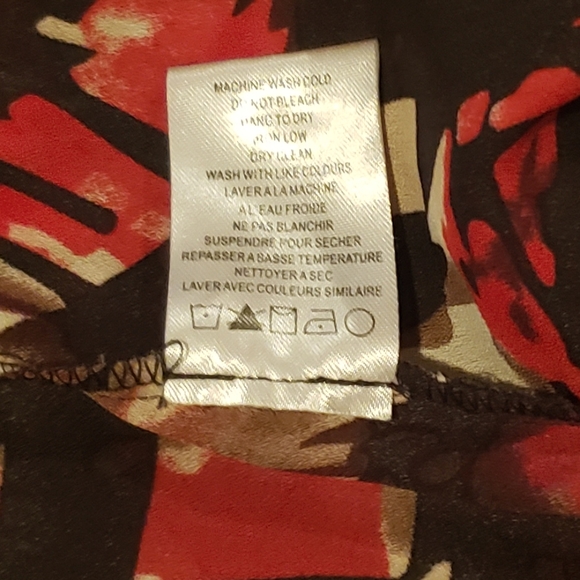 MACHINE WASH COLD
DO NOT BLEACH
HANG TO DRY
IRON LOW
DRY CLEAN
WASH WITH LIKE COLOURS
LAVER A LA MACHINE
A L'EAU FROIDE
NE PAS BLANCHIR
SUSPENDRE POUR SECHER
REPASSER A BASSE TEMPERATURE
NETTOYER A SEC
LAVER AVEC COULEURS SIMILAIRE